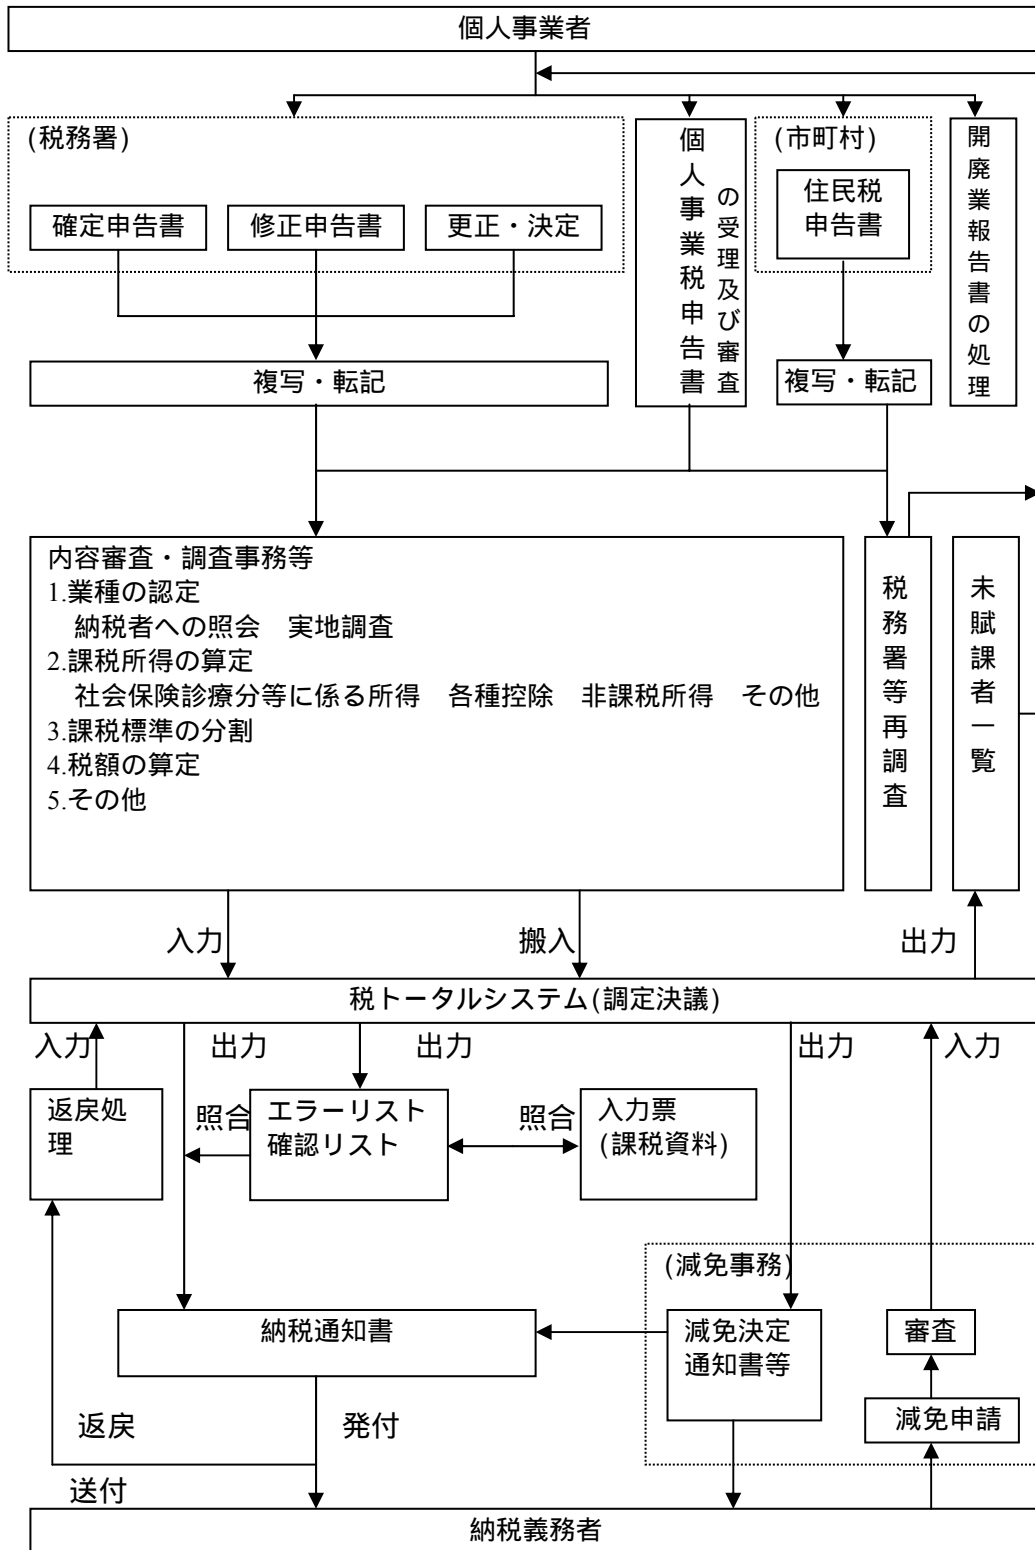 個人事業者
(税務署)
確定申告書
修正申告書
更正・決定
複写・転記
個人事業税申告書
の受理及び審査
(市町村)
住民税
申告書
複写・転記
開廃業報告書の処理
内容審査・調査事務等
1.業種の認定
納税者への照会　実地調査
2.課税所得の算定
社会保険診療分等に係る所得　各種控除　非課税所得　その他
3.課税標準の分割
4.税額の算定
5.その他
税務署等再調査
未賦課者一覧
入力
搬入
出力
税トータルシステム(調定決議)
入力
出力
出力
出力
入力
返戻処
理
照合
エラーリスト
確認リスト
照合
入力票
(課税資料)
(減免事務)
納税通知書
減免決定
通知書等
審査
減免申請
返戻
発付
送付
納税義務者